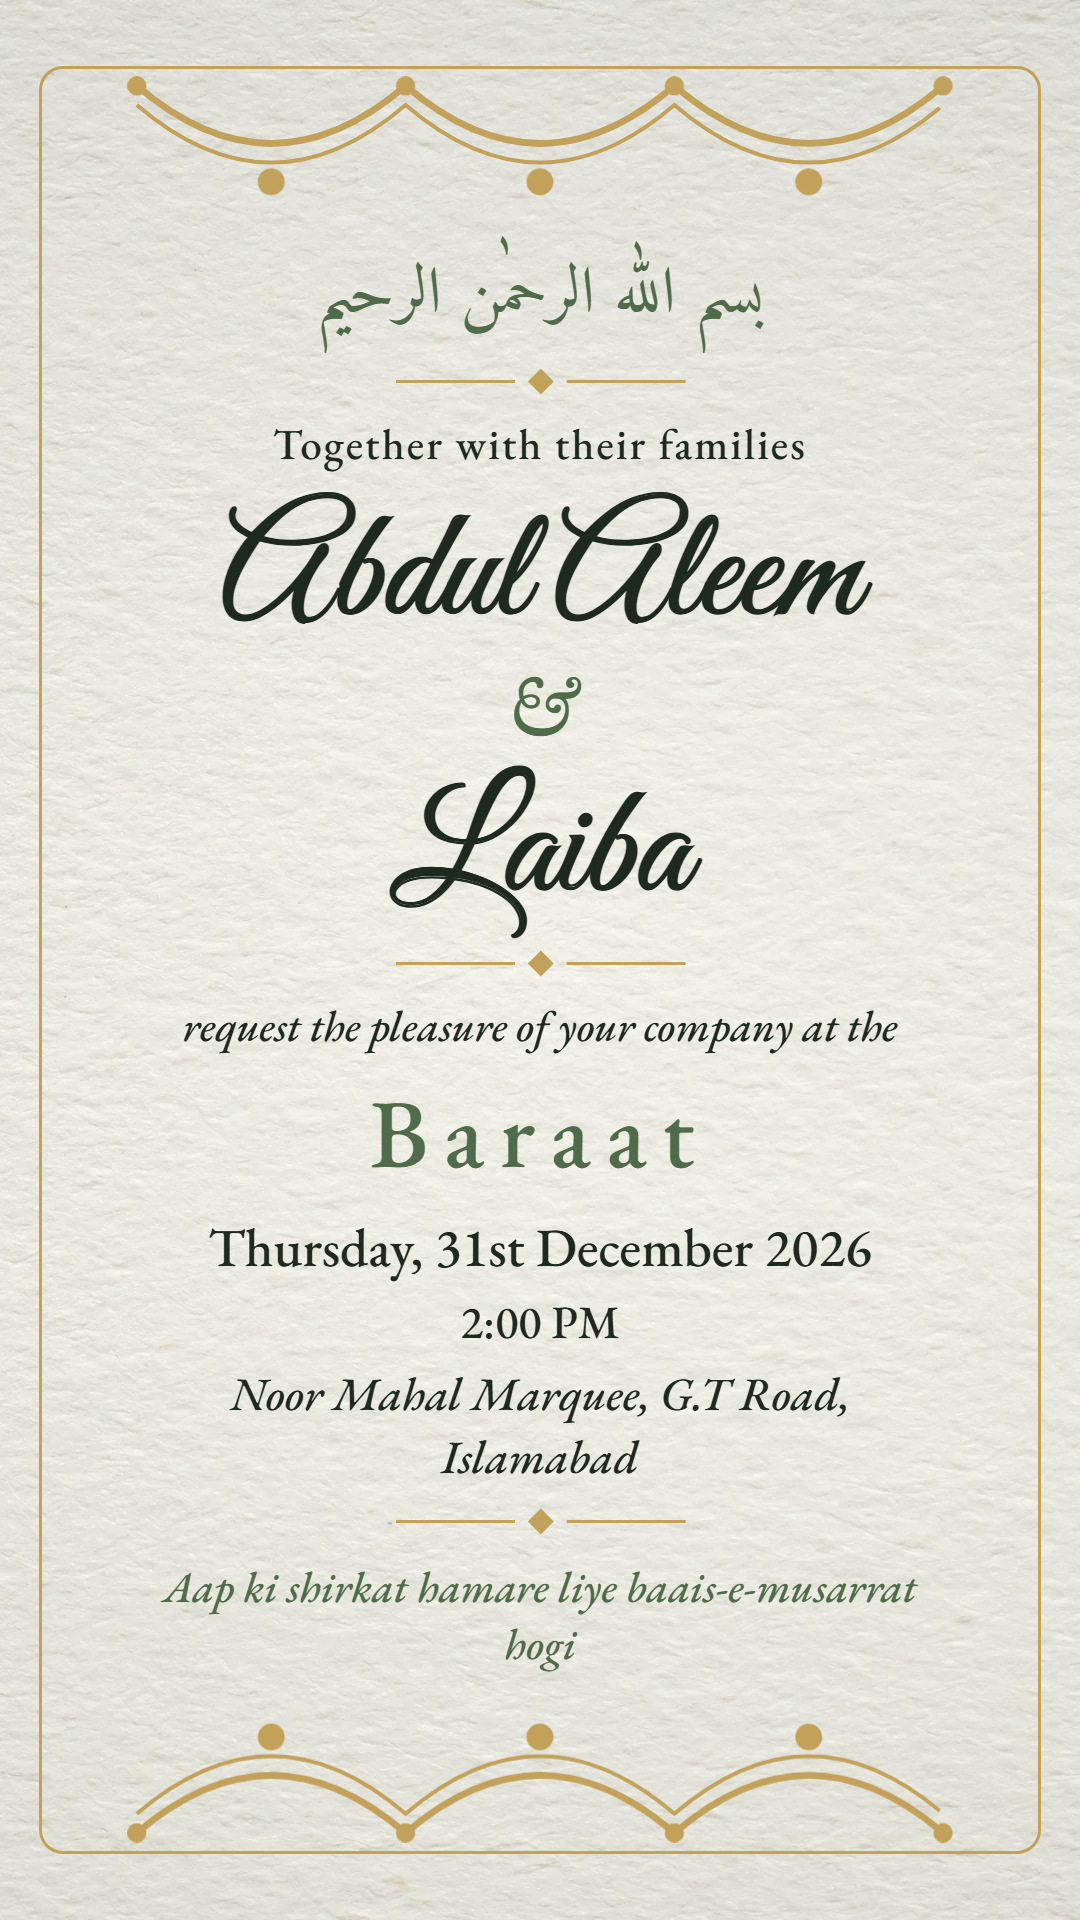 بسم الله الرحمٰن الرحيم
Together with their families
Abdul Aleem
&
Laiba
request the pleasure of your company at the
Baraat
Thursday, 31st December 2026
2:00 PM
Noor Mahal Marquee, G.T Road,
Islamabad
Aap ki shirkat hamare liye baais-e-musarrat
hogi